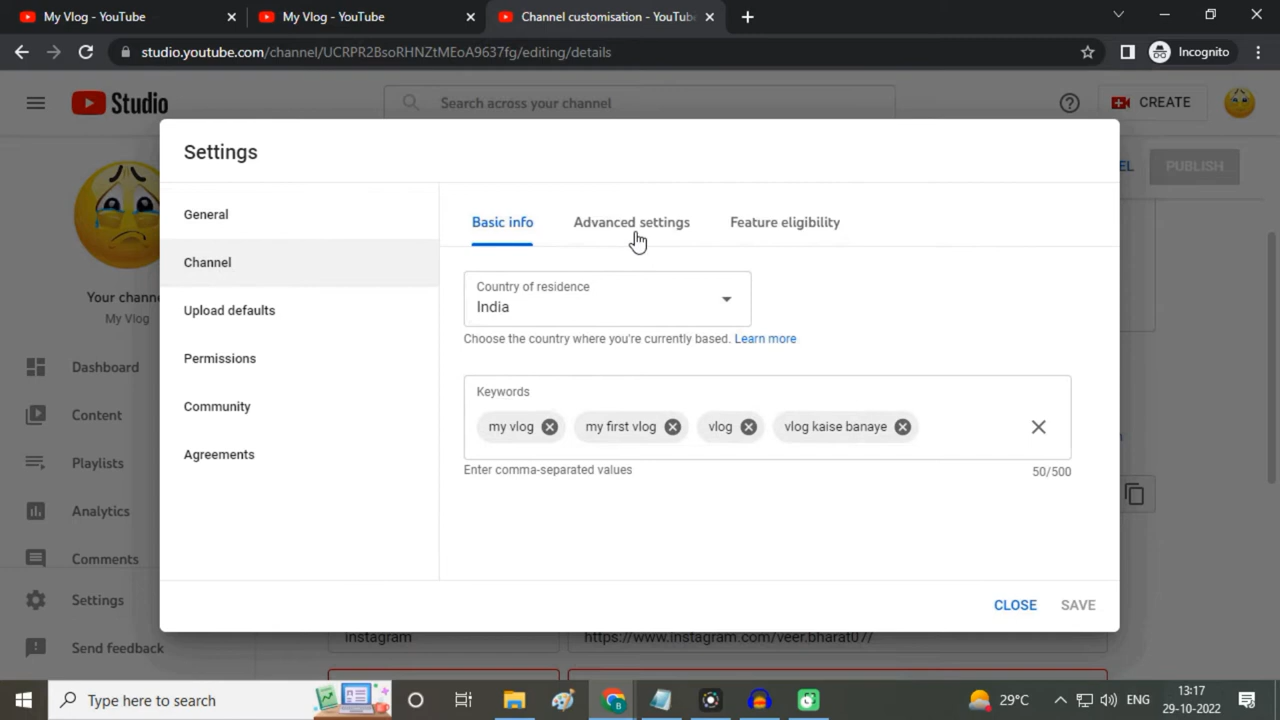 My Vlog - YouTube
My Vlog - YouTube
Channel customisation - YouTub
studio.youtube.com/channel/UCRPR2BsoRHNZtMEoA9637fg/editing/details
Incognito
Studio
Search across your channel
CREATE
Settings
EL
PUBLISH
General
Channel
Upload defaults
Permissions
Community
Agreements
Basic info
Advanced settings
Feature eligibility
Country of residence
India
Choose the country where you're currently based. Learn more
Keywords
my vlog
my first vlog
vlog
vlog kaise banaye
Enter comma-separated values
50/500
CLOSE
SAVE
Your chann
My Vlog
Dashboard
Content
Playlists
Analytics
Comments
Settings
Send feedback
instagram
https://www.instagram.com/veer.bharat077
Type here to search
29°C
ENG
13:17
29-10-2022